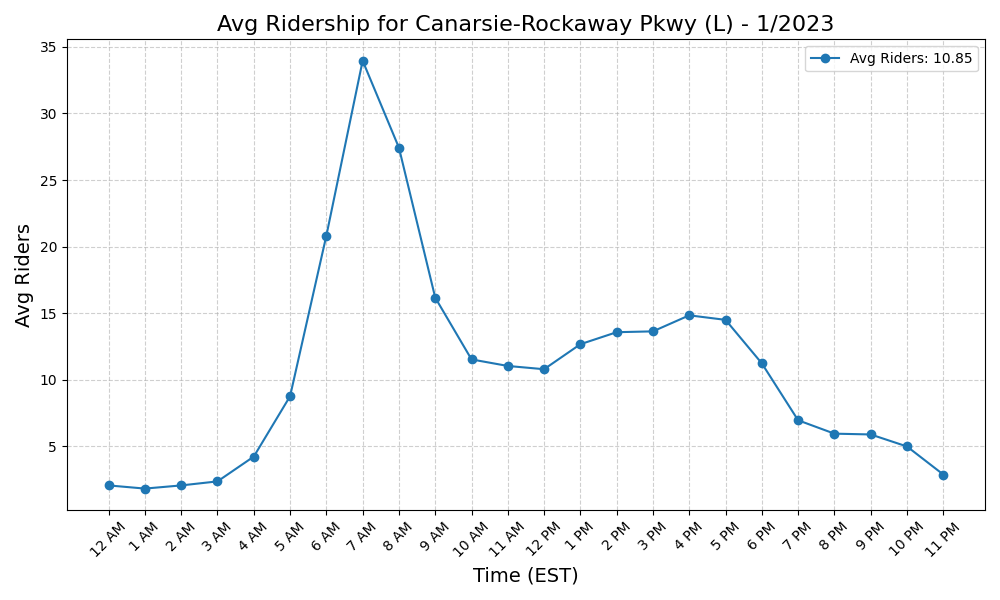 Avg Ridership for Canarsie-Rockaway Pkwy (L) - 1/2023
Avg Riders: 10.85
Avg Riders
35
30
25
20
15
10
5
12 AM
1 AM
2 AM
3 AM
4 AM
5 AM
6 AM
7 AM
8 AM
9 AM
10 AM
11 AM
12 PM
1 PM
2 PM
3 PM
4 PM
5 PM
6 PM
7 PM
8 PM
9 PM
10 PM
11 PM
Time (EST)